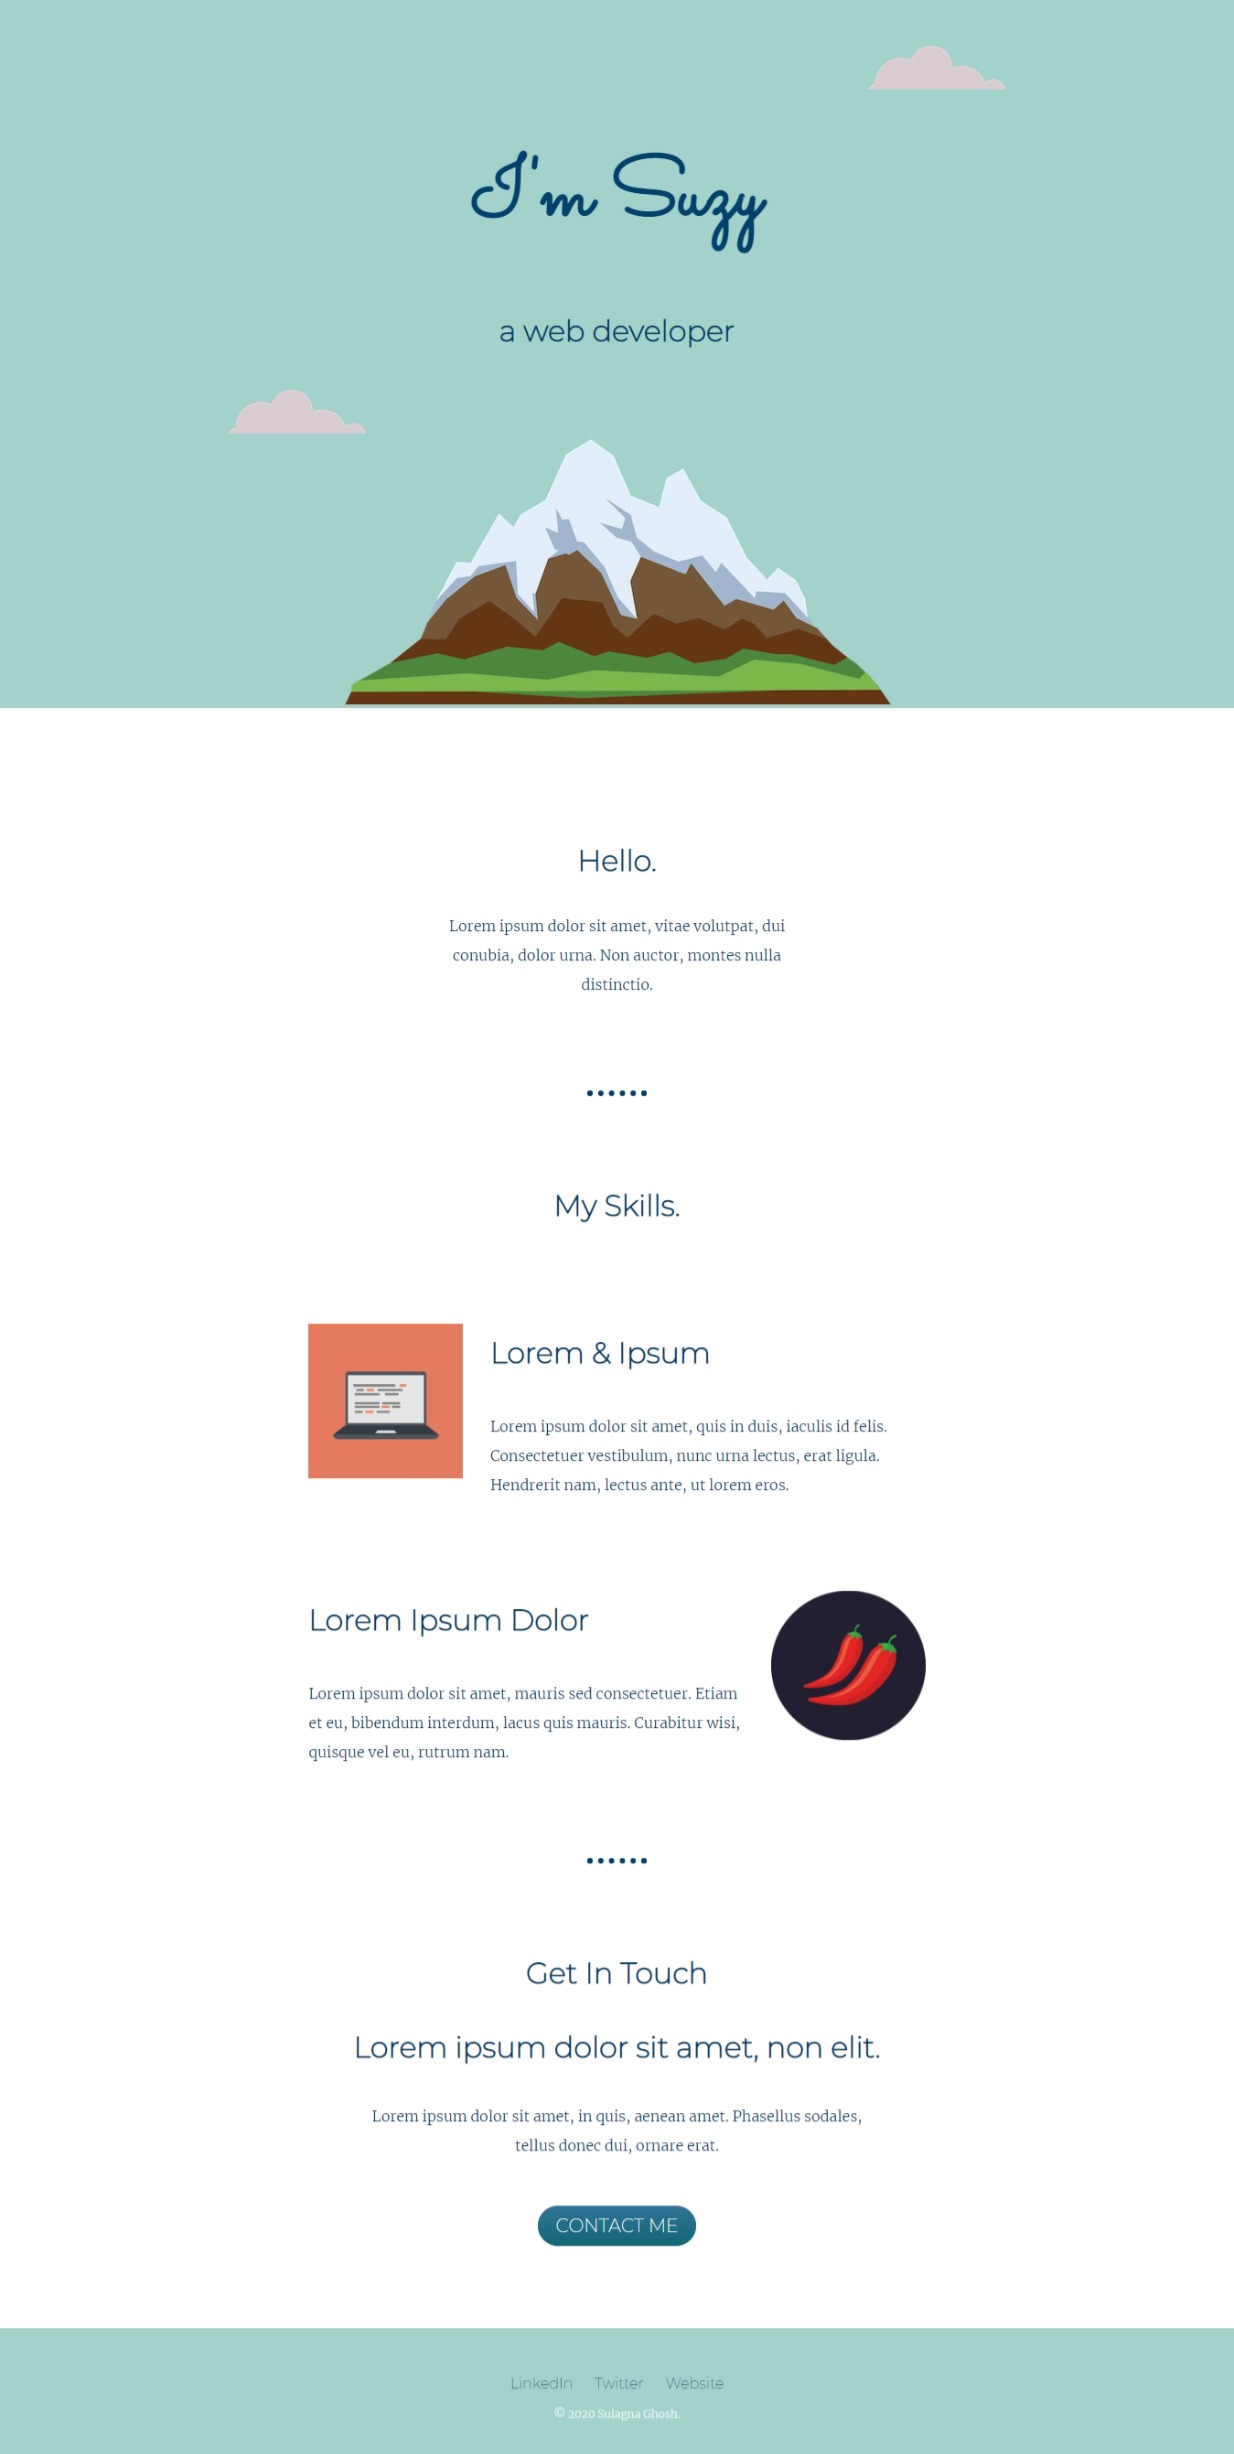 I'm Suzy
a web developer
Hello.
Lorem ipsum dolor sit amet, vitae volutpat, dui
conubia, dolor urna. Non auctor, montes nulla
distinctio.
My Skills.
Lorem & Ipsum
Lorem ipsum dolor sit amet, quis in duis, iaculis id felis.
Consectetuer vestibulum, nunc urna lectus, erat ligula.
Hendrerit nam, lectus ante, ut lorem eros.
Lorem Ipsum Dolor
Lorem ipsum dolor sit amet, mauris sed consectetuer. Etiam
et eu, bibendum interdum, lacus quis mauris. Curabitur wisi,
quisque vel eu, rutrum nam.
Get In Touch
Lorem ipsum dolor sit amet, non elit.
Lorem ipsum dolor sit amet, in quis, aenean amet. Phasellus sodales,
tellus donec dui, ornare erat.
CONTACT ME
LinkedIn Twitter Website
© 2020 Sulagna Ghosh.